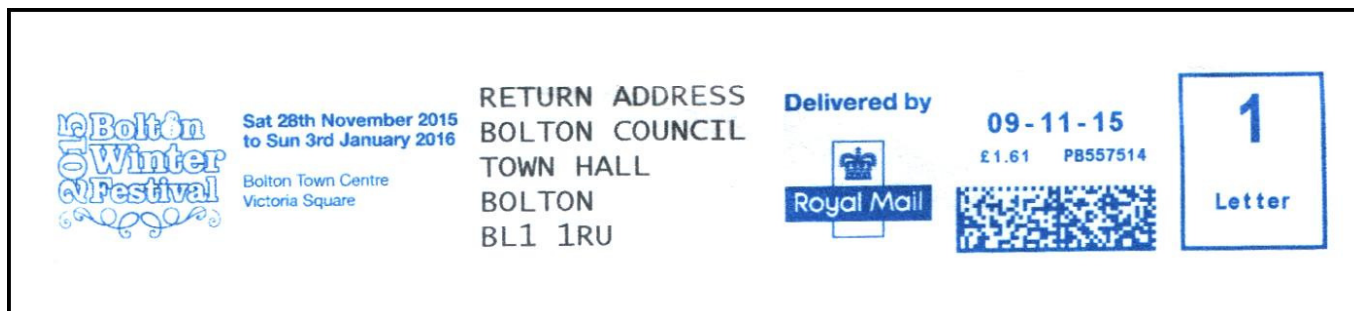 2015
Bolton
Winter
Festival
Sat 28th November 2015
to Sun 3rd January 2016
Bolton Town Centre
Victoria Square
RETURN ADDRESS
BOLTON COUNCIL
TOWN HALL
BOLTON
BL1 1RU
Delivered by
Royal Mail
09-11-15
£1.61 PB557514
1
Letter